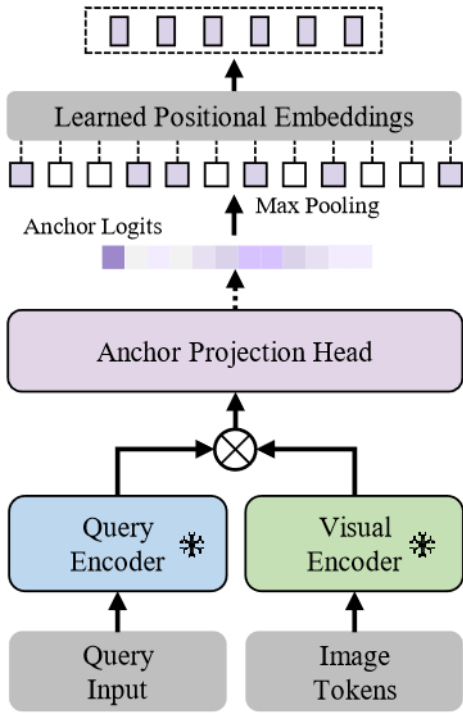 Learned Positional Embeddings
Max Pooling
Anchor Logits
Anchor Projection Head
Query
Encoder
Visual
Encoder
Query
Input
Image
Tokens